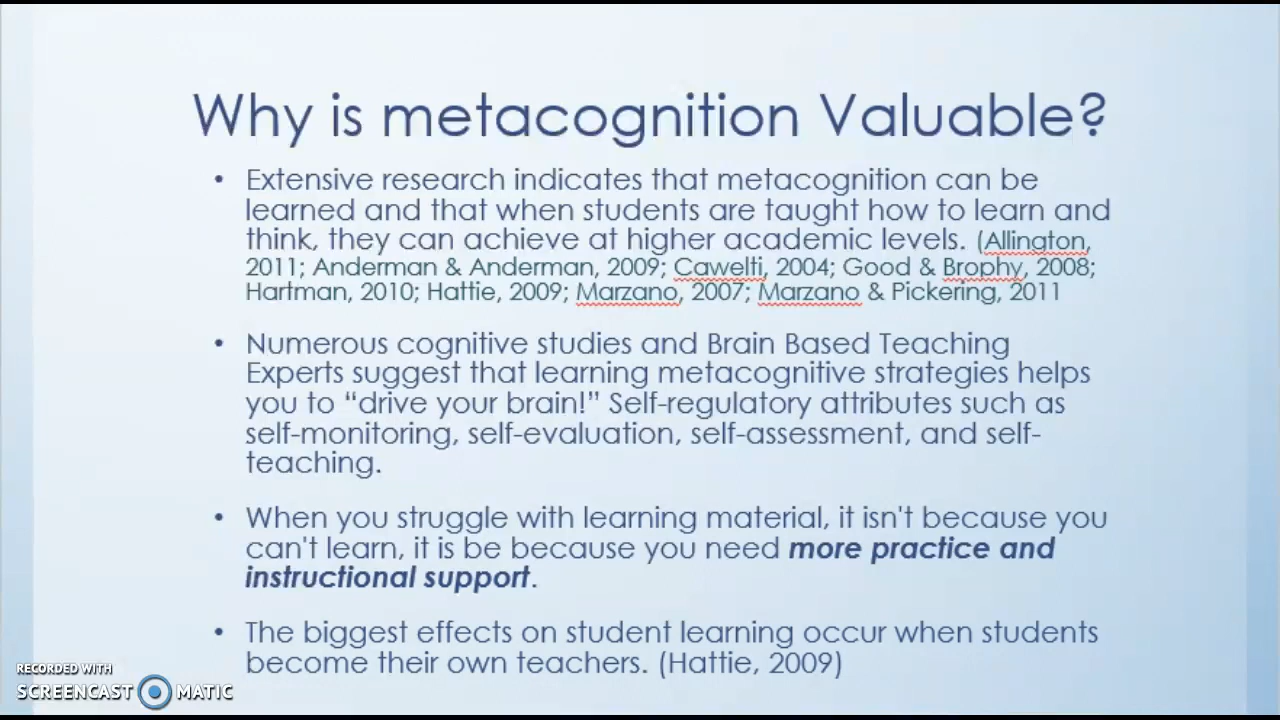 Why is metacognition Valuable?
• Extensive research indicates that metacognition can be
learned and that when students are taught how to learn and
think, they can achieve at higher academic levels. (Allington,
2011; Anderman & Anderman, 2009; Cawelti, 2004; Good & Brophy, 2008;
Hartman, 2010; Hattie, 2009; Marzano, 2007; Marzano & Pickering, 2011
• Numerous cognitive studies and Brain Based Teaching
Experts suggest that learning metacognitive strategies helps
you to “drive your brain!” Self-regulatory attributes such as
self-monitoring, self-evaluation, self-assessment, and self-
teaching.
• When you struggle with learning material, it isn't because you
can't learn, it is be because you need more practice and
instructional support.
• The biggest effects on student learning occur when students
become their own teachers. (Hattie, 2009)
RECORDED WITH
SCREENCAST MATIC